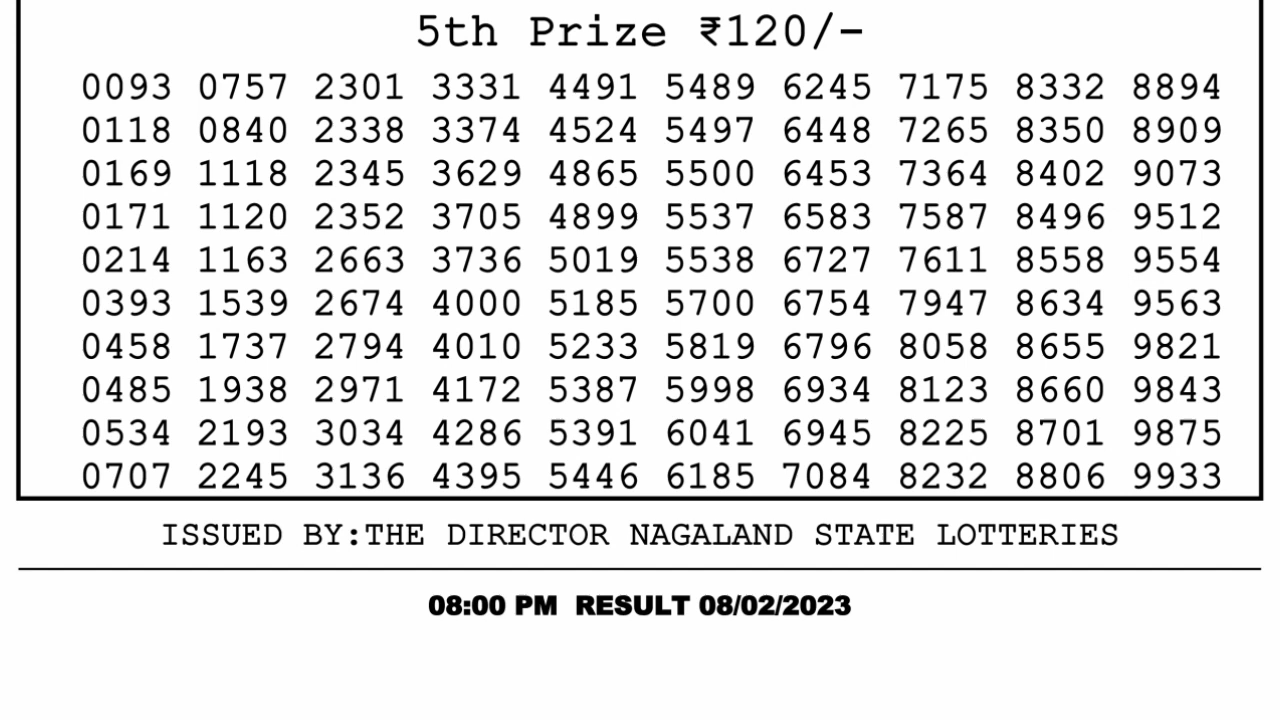 5th Prize ₹120/-
0093 0757 2301 3331 4491 5489 6245 7175 8332 8894
0118 0840 2338 3374 4524 5497 6448 7265 8350 8909
0169 1118 2345 3629 4865 5500 6453 7364 8402 9073
0171 1120 2352 3705 4899 5537 6583 7587 8496 9512
0214 1163 2663 3736 5019 5538 6727 7611 8558 9554
0393 1539 2674 4000 5185 5700 6754 7947 8634 9563
0458 1737 2794 4010 5233 5819 6796 8058 8655 9821
0485 1938 2971 4172 5387 5998 6934 8123 8660 9843
0534 2193 3034 4286 5391 6041 6945 8225 8701 9875
0707 2245 3136 4395 5446 6185 7084 8232 8806 9933
ISSUED BY:THE DIRECTOR NAGALAND STATE LOTTERIES
08:00 PM RESULT 08/02/2023